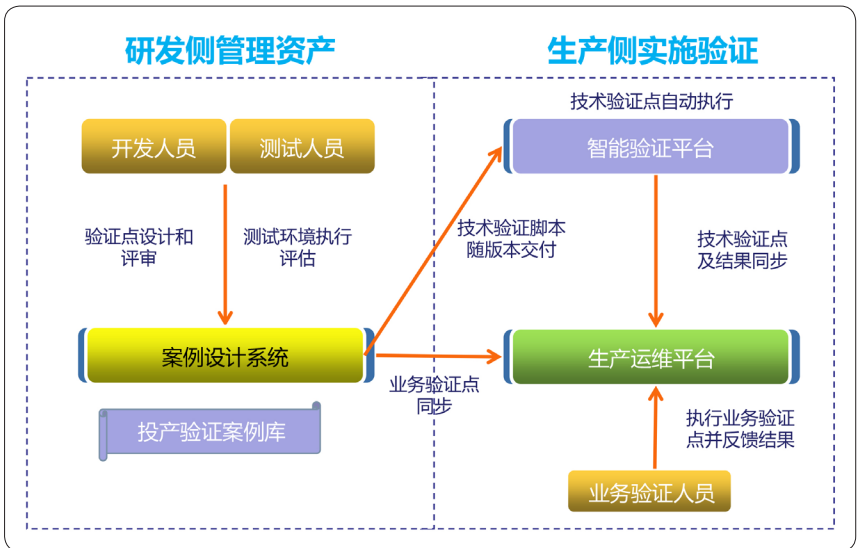 研发侧管理资产
生产侧实施验证
技术验证点自动执行
开发人员
测试人员
智能验证平台
验证点设计和
评审
测试环境执行
评估
技术验证脚本
随版本交付
技术验证点
及结果同步
案例设计系统
生产运维平台
业务验证点
同步
投产验证案例库
执行业务验证
点并反馈结果
业务验证人员